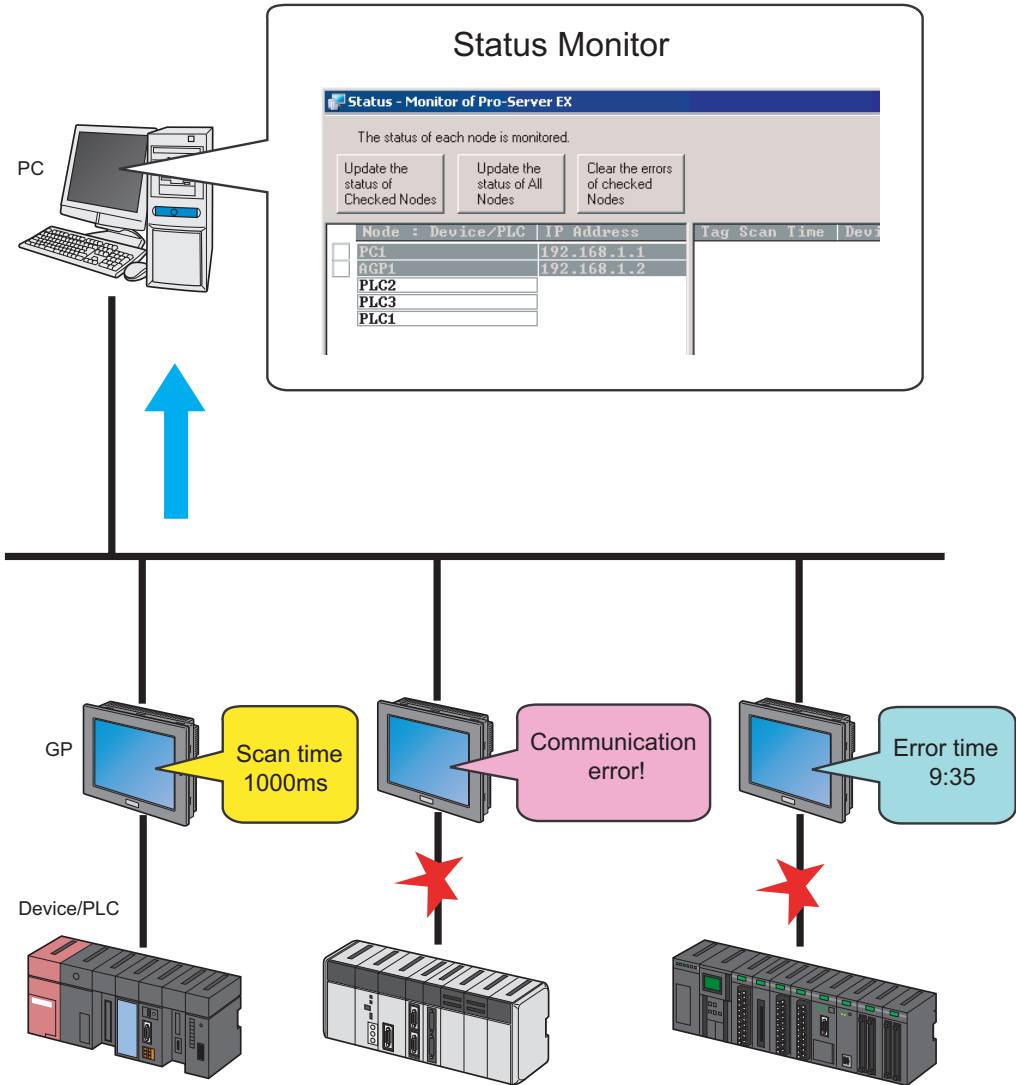 Status Monitor
Status - Monitor of Pro-Server EX
The status of each node is monitored.
Update the
status of
Checked Nodes
Update the
status of All
Nodes
Clear the errors
of checked
Nodes
Node : Device/PLC IP Address Tag Scan Time Devi
PC1 192.168.1.1
AGP1 192.168.1.2
PLC2
PLC3
PLC1
PC
GP
Scan time
1000ms
Communication
error!
Error time
9:35
Device/PLC